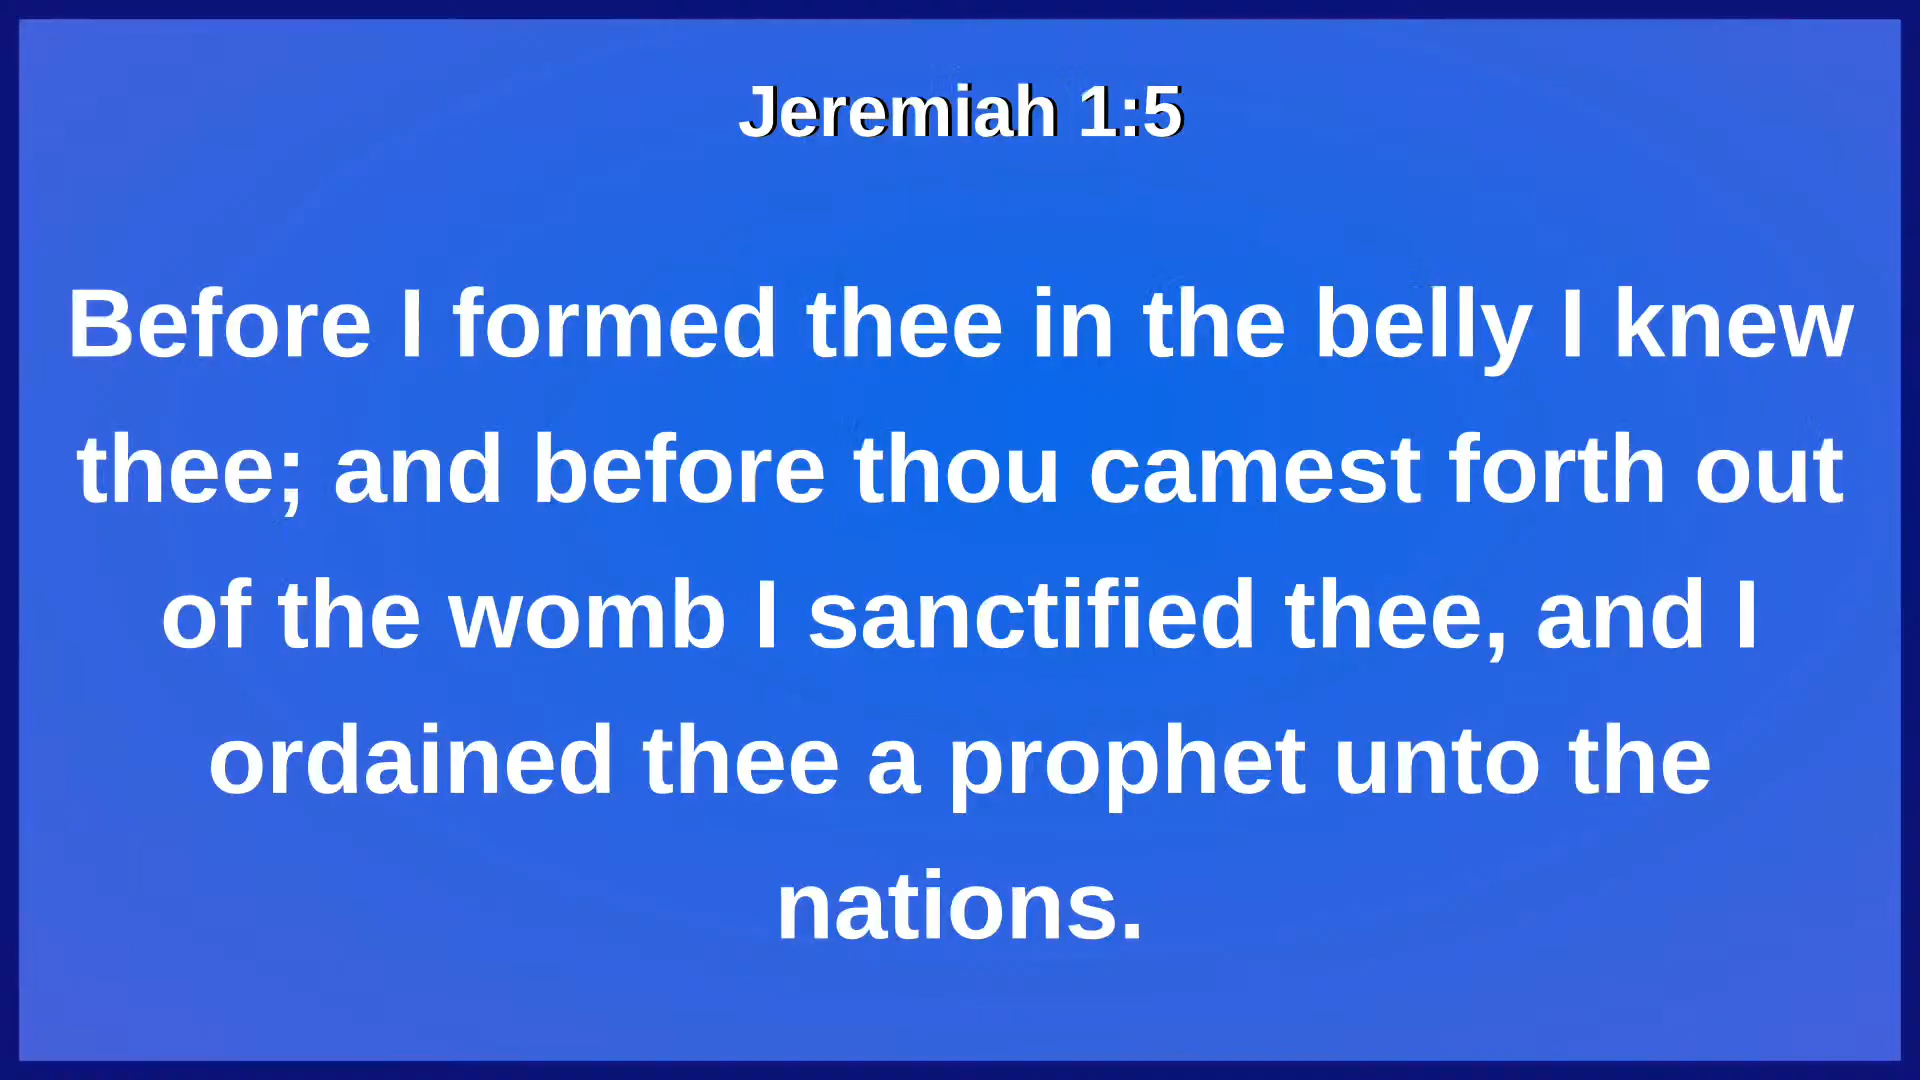 Jeremiah 1:5
Before I formed thee in the belly I knew
thee; and before thou camest forth out
of the womb I sanctified thee, and I
ordained thee a prophet unto the
nations.